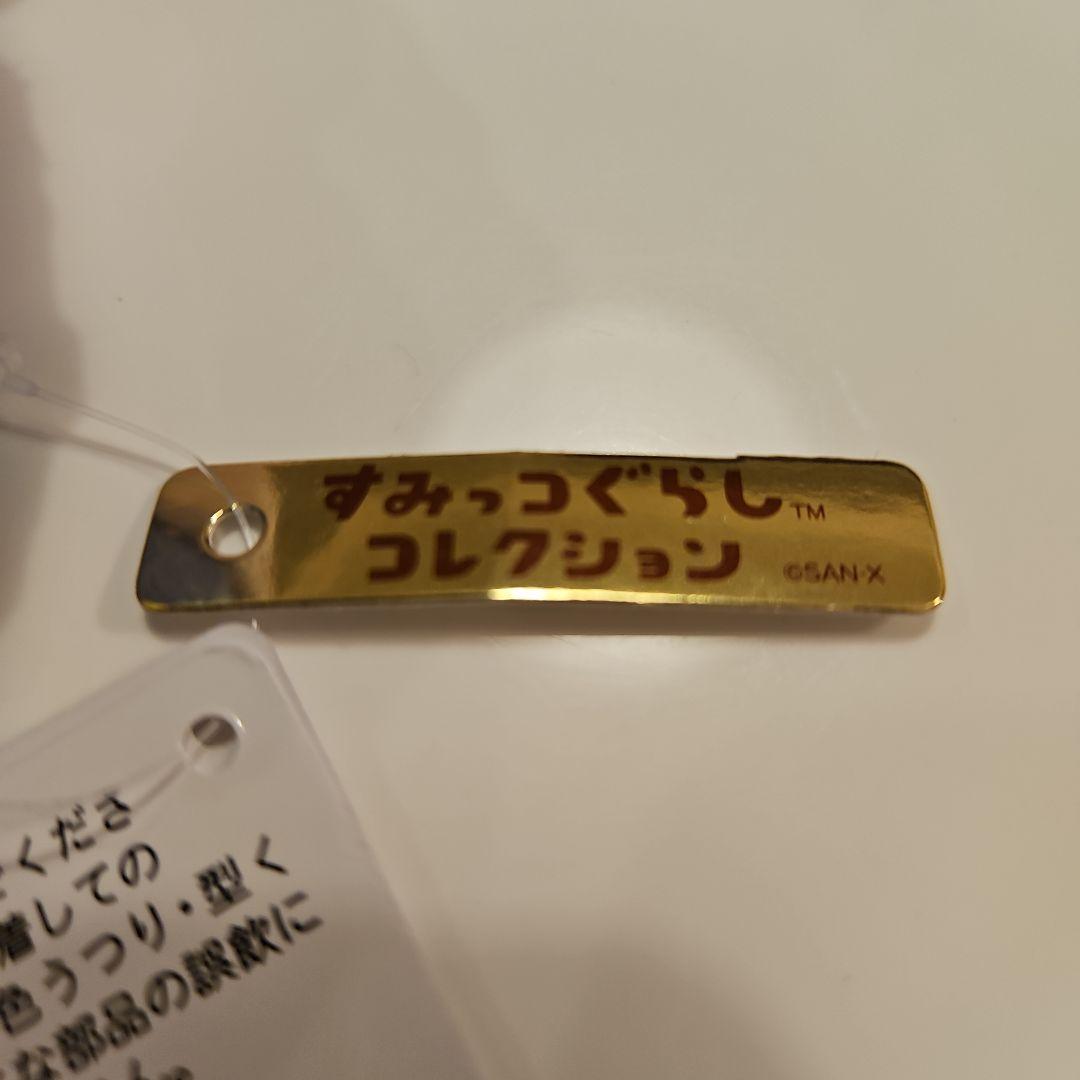 すみっコぐらし™
コレクション ©SAN-X
ください
着しての
色うつり・型く
な部品の誤飲に